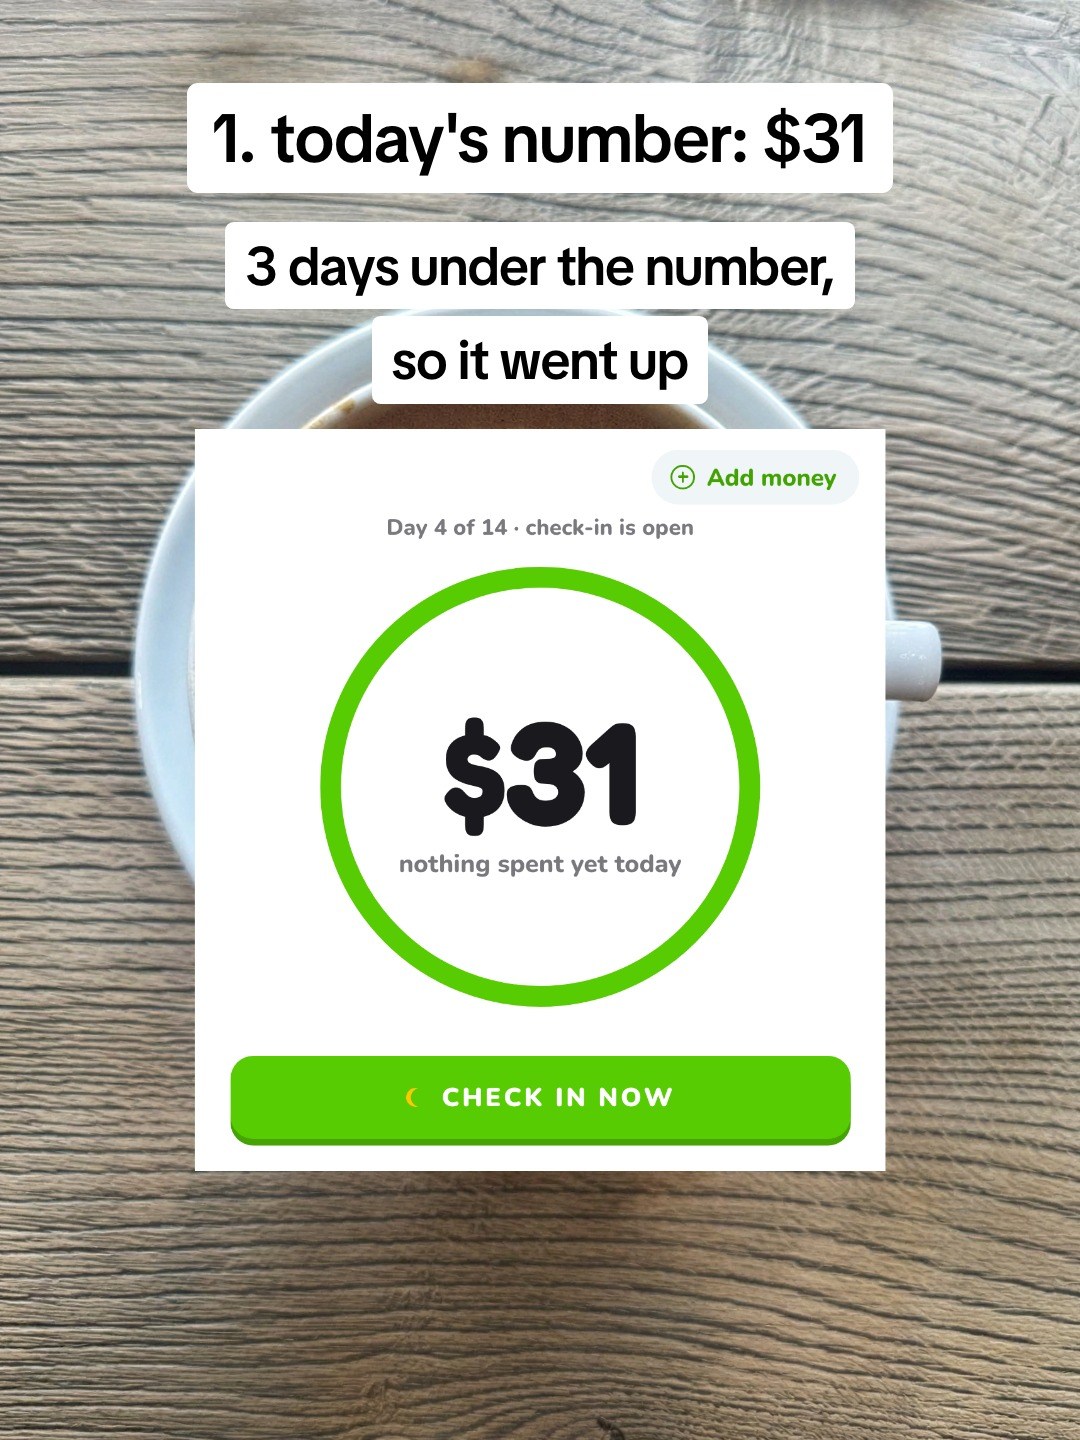 1. today's number: $31
3 days under the number,
so it went up
Add money
Day 4 of 14 · check-in is open
$31
nothing spent yet today
CHECK IN NOW